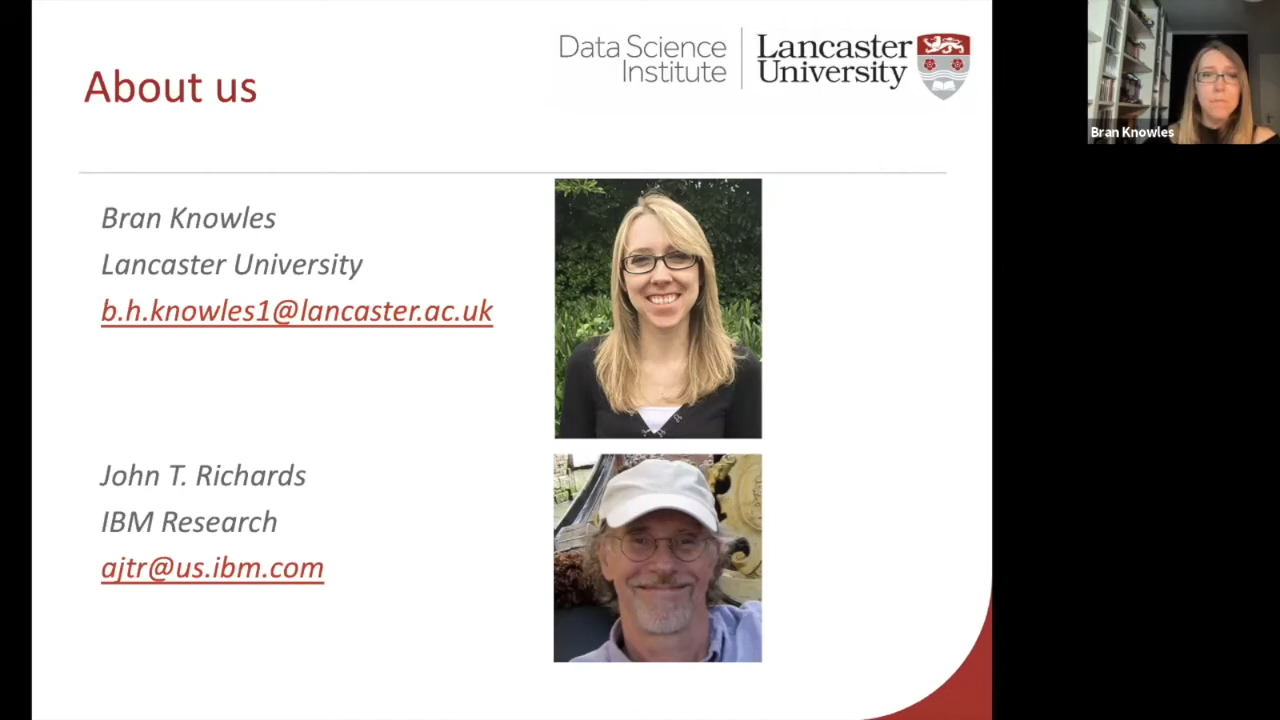 About us
Data Science
Institute
Lancaster
University
Bran Knowles
Lancaster University
b.h.knowles1@lancaster.ac.uk
John T. Richards
IBM Research
ajtr@us.ibm.com
Bran Knowles